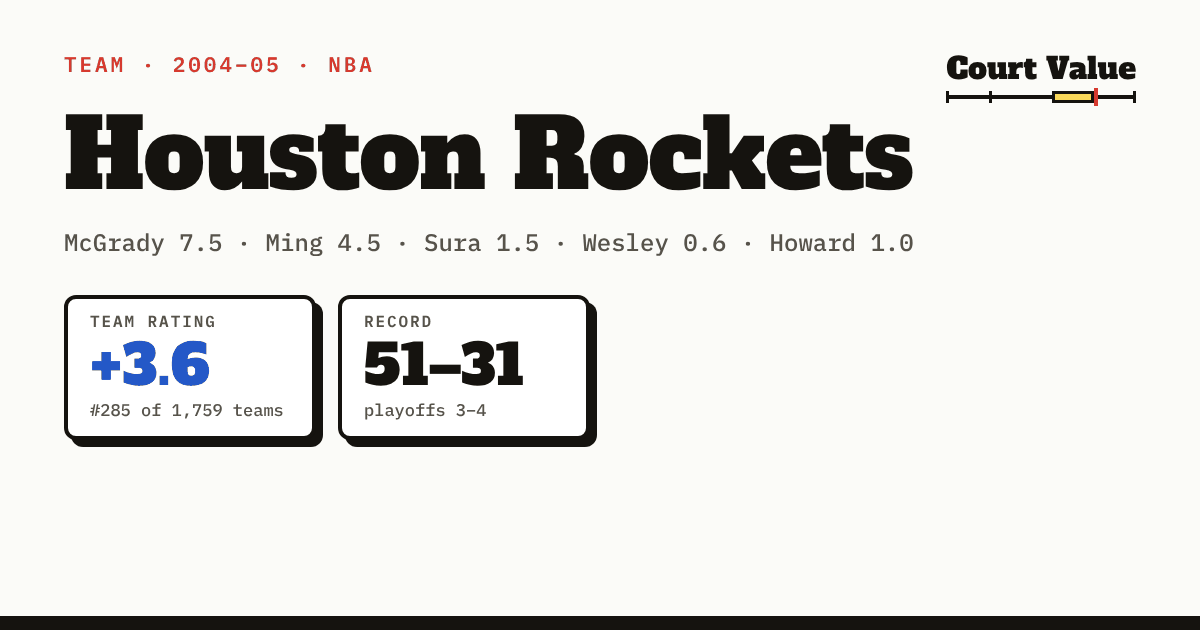 TEAM · 2004–05 · NBA
Court Value
Houston Rockets
McGrady 7.5 · Ming 4.5 · Sura 1.5 · Wesley 0.6 · Howard 1.0
TEAM RATING
+3.6
#285 of 1,759 teams
RECORD
51–31
playoffs 3–4